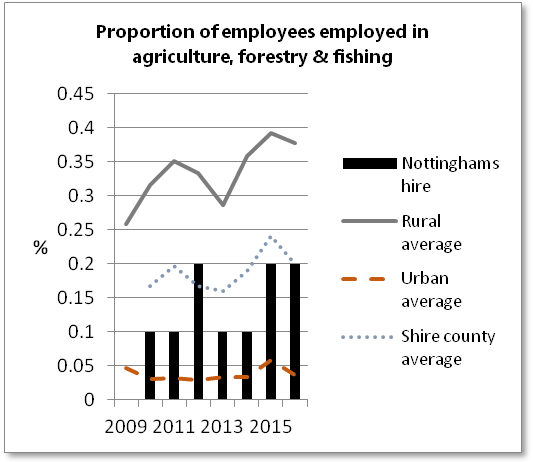 Proportion of employees employed in
agriculture, forestry & fishing
0.45
0.4
0.35
0.3
0.25
0.2
0.15
0.1
0.05
0
%
2009 2011 2013 2015
Nottinghams
hire
Rural
average
Urban
average
Shire county
average